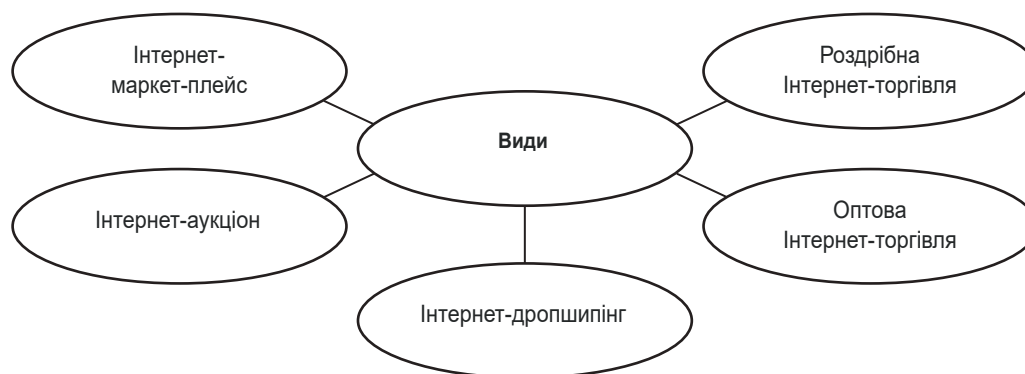 Інтернет-
маркет-плейс
Роздрібна
Інтернет-торгівля
Види
Інтернет-аукціон
Оптова
Інтернет-торгівля
Інтернет-дропшипінг